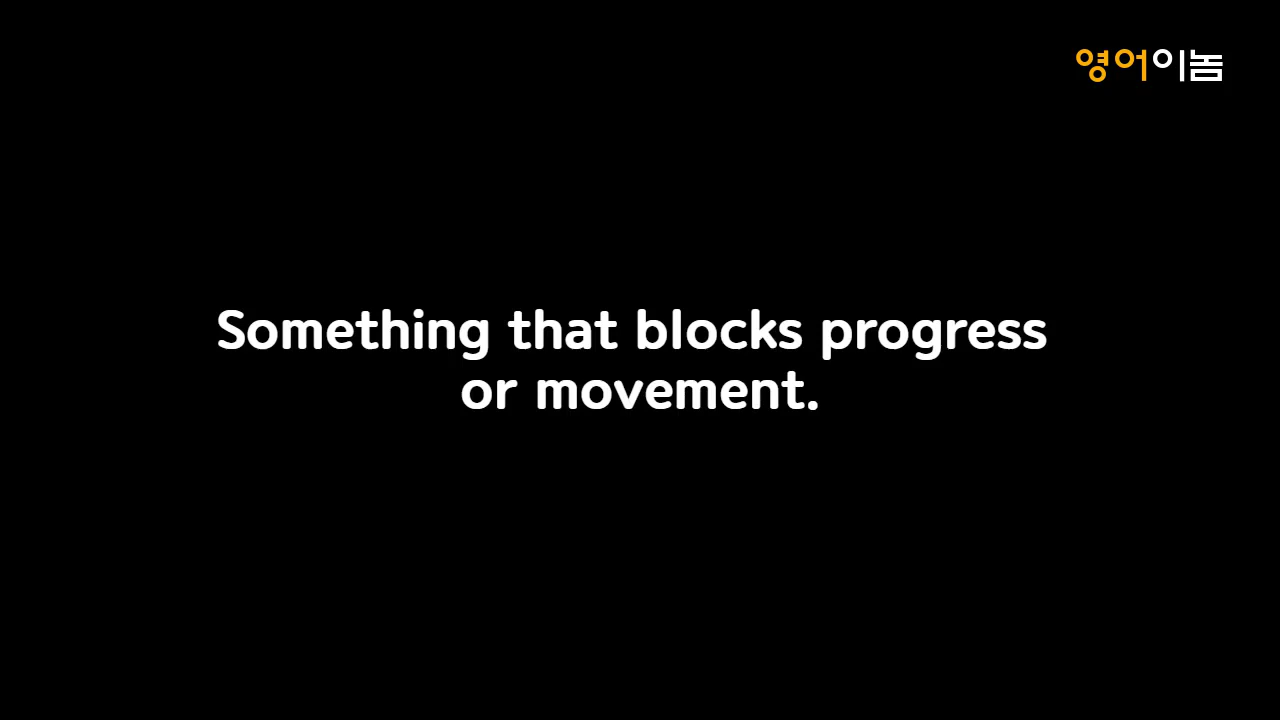 영어이놈
Something that blocks progress
or movement.